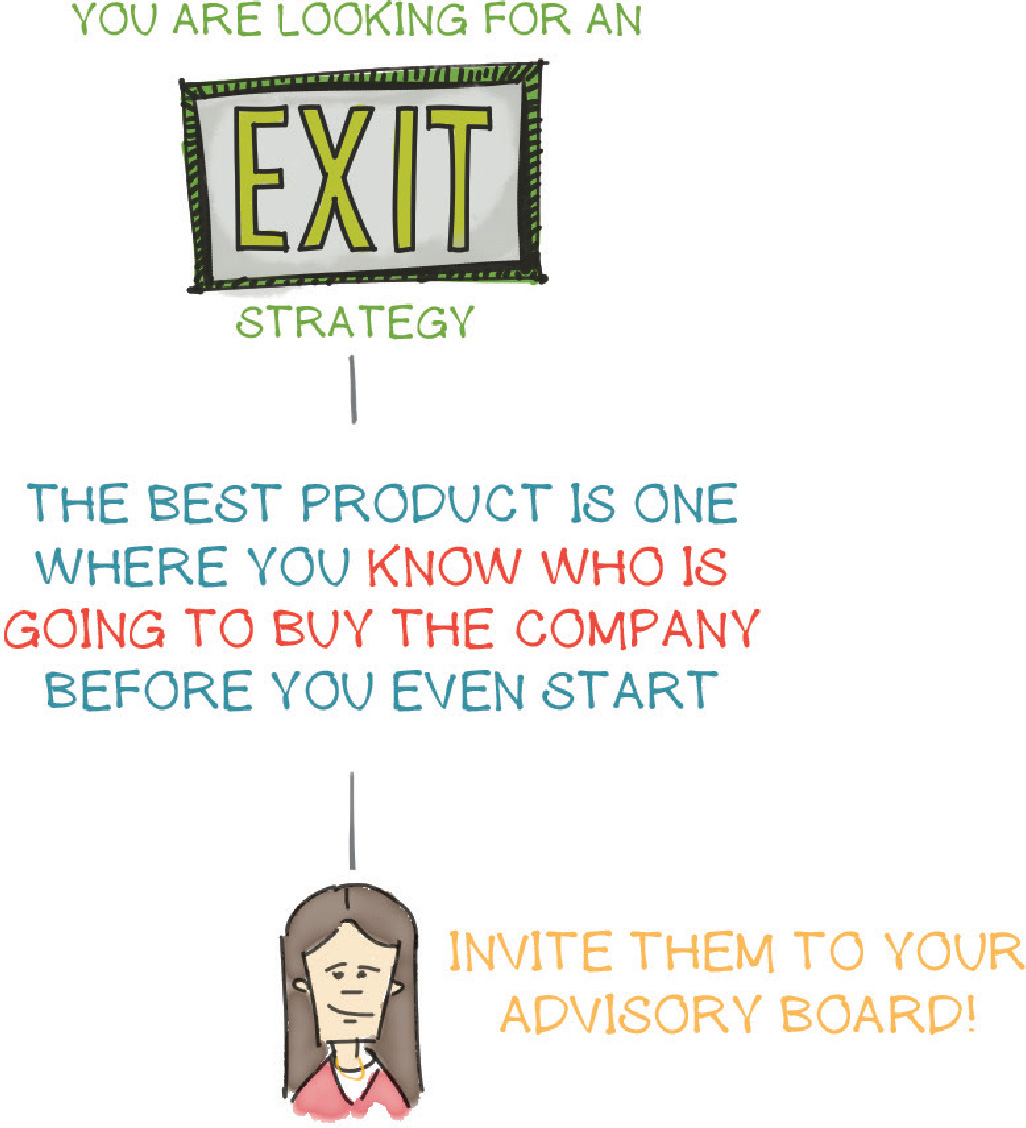 YOU ARE LOOKING FOR AN
EXIT
STRATEGY
THE BEST PRODUCT IS ONE
WHERE YOU KNOW WHO IS
GOING TO BUY THE COMPANY
BEFORE YOU EVEN START
INVITE THEM TO YOUR
ADVISORY BOARD!